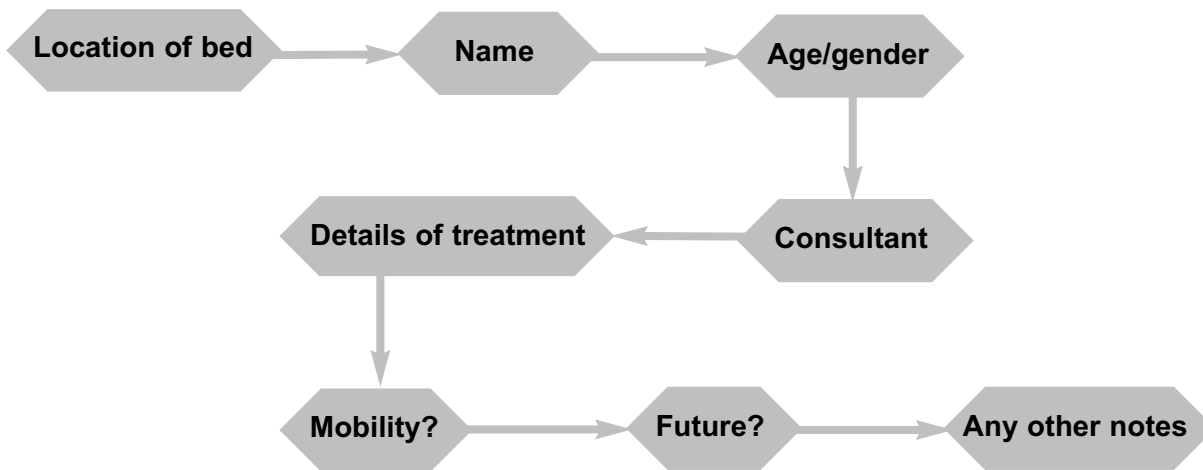 Location of bed
Name
Age/gender
Consultant
Details of treatment
Mobility?
Future?
Any other notes